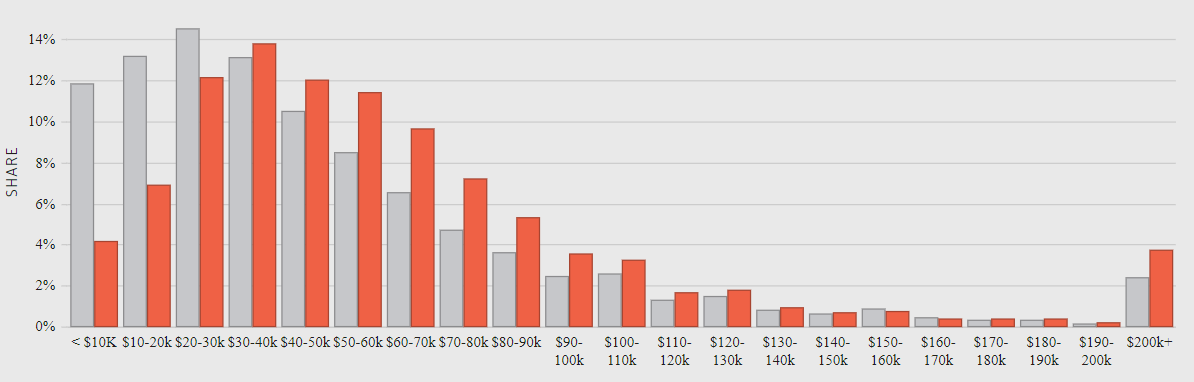 14%
12%
10%
8%
6%
4%
2%
0%
SHARE
< $10K $10-20k $20-30k $30-40k $40-50k $50-60k $60-70k $70-80k $80-90k $90- $100- $110- $120- $130- $140- $150- $160- $170- $180- $190- $200k+
100k 110k 120k 130k 140k 150k 160k 170k 180k 190k 200k